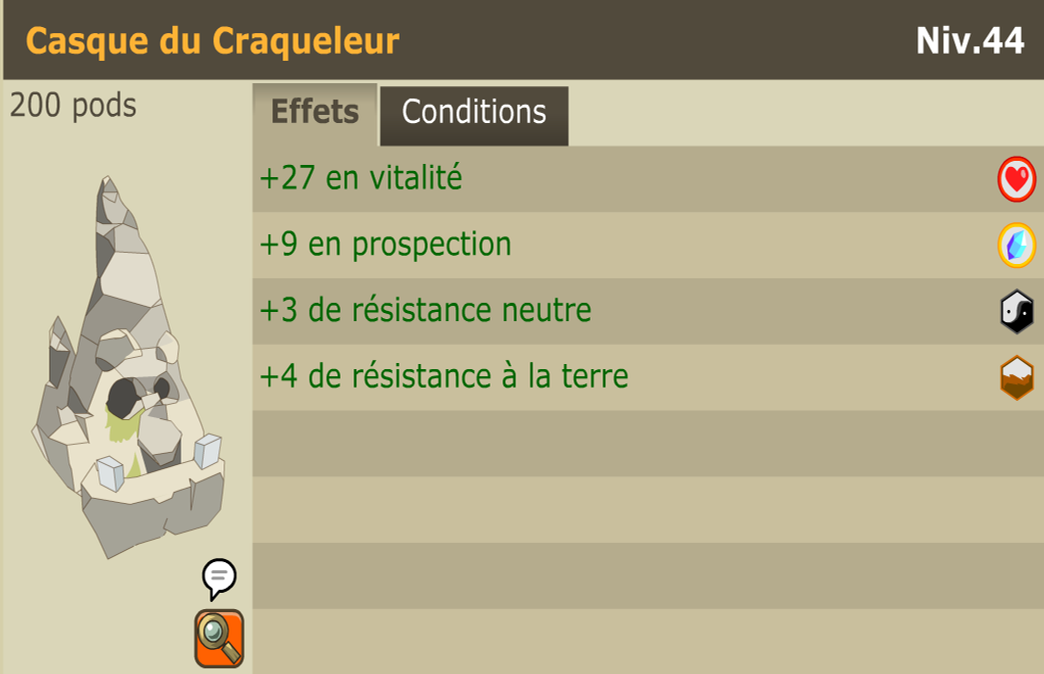 Casque du Craqueleur
Niv.44
200 pods
Effets
Conditions
+27 en vitalité
+9 en prospection
+3 de résistance neutre
+4 de résistance à la terre